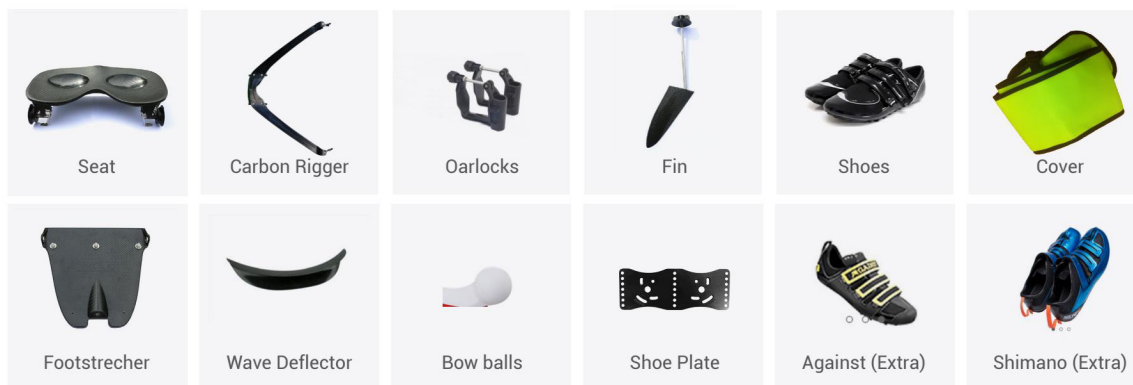 Seat
Carbon Rigger
Oarlocks
Fin
Shoes
Cover
Footstrecher
Wave Deflector
Bow balls
Shoe Plate
Against (Extra)
Shimano (Extra)